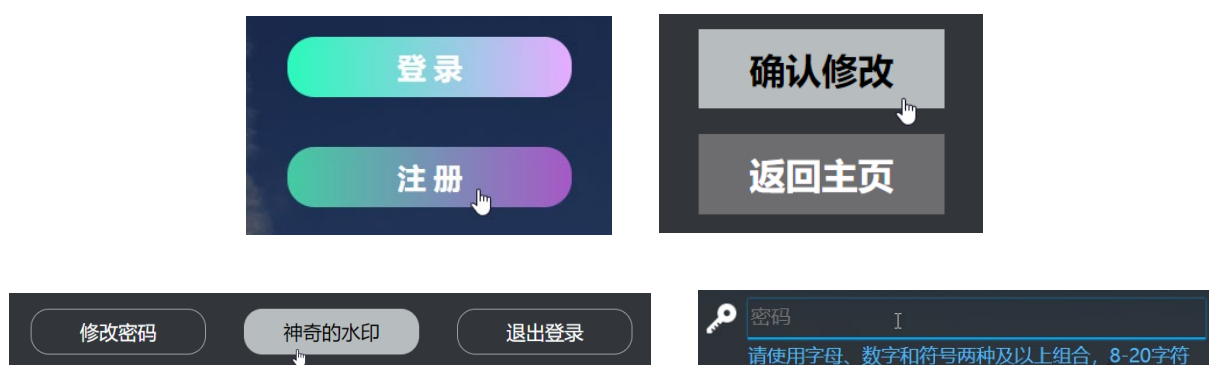 登录
确认修改
注册
返回主页
修改密码
神奇的水印
退出登录
密码
请使用字母、数字和符号两种及以上组合，8-20字符